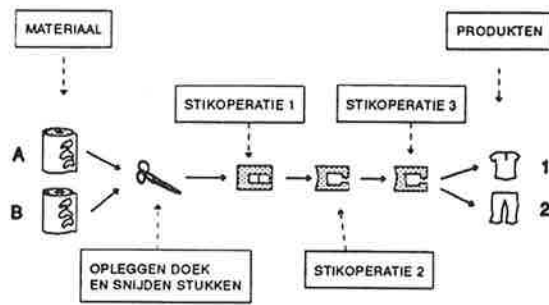 MATERIAAL
PRODUKTEN
STIKOPERATIE 1
STIKOPERATIE 3
A
1
B
2
OPLEGGEN DOEK
EN SNIJDEN STUKKEN
STIKOPERATIE 2